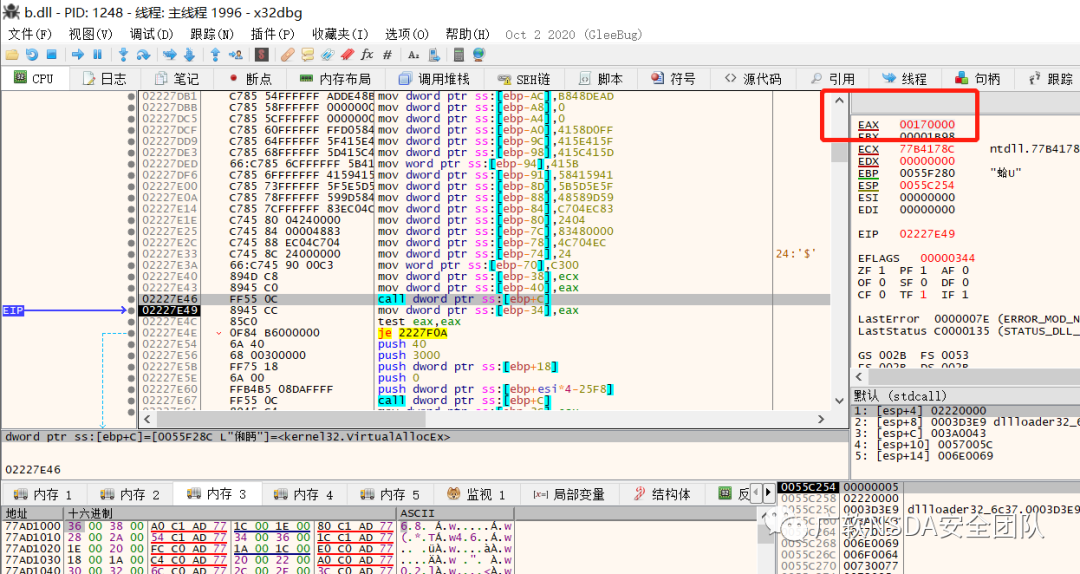 b.dll - PID: 1248 - 线程: 主线程 1996 - x32dbg
文件(F) 视图(V) 调试(D) 跟踪(N) 插件(P) 收藏夹(I) 选项(O) 帮助(H) Oct 2 2020 (GleeBug)
CPU 日志 笔记 断点 内存布局 调用堆栈 SEH链 脚本 符号 源代码 引用 线程 句柄 跟踪
02227DB1 C785 54FFFFFF ADDE48B mov dword ptr ss:[ebp-AC],B848DEAD
02227DBB C785 58FFFFFF 0000000 mov dword ptr ss:[ebp-A8],0
02227DC5 C785 5CFFFFFF 0000000 mov dword ptr ss:[ebp-A4],0
02227DCF C785 60FFFFFF FFD0584 mov dword ptr ss:[ebp-A0],4158D0FF
02227DD9 C785 64FFFFFF 5F415E4 mov dword ptr ss:[ebp-9C],415E415F
02227DE3 C785 68FFFFFF 5D415C4 mov dword ptr ss:[ebp-98],415C415D
02227DED 66:C785 6CFFFFFF 5B41 mov word ptr ss:[ebp-94],415B
02227DF6 C785 6FFFFFFF 4159415 mov dword ptr ss:[ebp-91],58415941
02227E00 C785 73FFFFFF 5F5E5D5 mov dword ptr ss:[ebp-8D],5B5D5E5F
02227E0A C785 78FFFFFF 599D584 mov dword ptr ss:[ebp-88],48589D59
02227E14 C785 7CFFFFFF 83EC04C mov dword ptr ss:[ebp-84],C704EC83
02227E1E C745 80 04240000 mov dword ptr ss:[ebp-80],2404
02227E25 C745 84 00004883 mov dword ptr ss:[ebp-7C],83480000
02227E2C C745 88 EC04C704 mov dword ptr ss:[ebp-78],4C704EC
02227E33 C745 8C 24000000 mov dword ptr ss:[ebp-74],24 24:'$'
02227E3A 66:C745 90 00C3 mov word ptr ss:[ebp-70],C300
02227E40 894D C8 mov dword ptr ss:[ebp-38],ecx
02227E43 8945 C0 mov dword ptr ss:[ebp-40],eax
02227E46 FF55 0C call dword ptr ss:[ebp+C]
EIP 02227E49 8945 CC mov dword ptr ss:[ebp-34],eax
02227E4C 85C0 test eax,eax
02227E4E 0F84 B6000000 je 2227F0A
02227E54 6A 40 push 40
02227E56 68 00300000 push 3000
02227E5B FF75 18 push dword ptr ss:[ebp+18]
02227E5E 6A 00 push 0
02227E60 FFB4B5 08DAFFFF push dword ptr ss:[ebp+esi*4-25F8]
02227E67 FF55 0C call dword ptr ss:[ebp+C]
EAX 00170000
EBX 00001B98
ECX 77B4178C ntdll.77B4178
EDX 00000000
EBP 0055F280
ESP 0055C254
ESI 00000000
EDI 00000000
EIP 02227E49
EFLAGS 00000344
ZF 1 PF 1 AF 0
OF 0 SF 0 DF 0
CF 0 TF 1 IF 1
LastError 0000007E (ERROR_MOD_N
LastStatus C0000135 (STATUS_DLL_
GS 002B FS 0053
默认 (stdcall)
1: [esp+4] 02220000
2: [esp+8] 0003D3E9 dllloader32_6
3: [esp+C] 003A0043
4: [esp+10] 0057005C
5: [esp+14] 006E0069
02227E46
内存 1 内存 2 内存 3 内存 4 内存 5 监视 1 [x=] 局部变量 结构体 反
地址 十六进制 ASCII
77AD1000 36 00 38 00 A0 C1 AD 77 1C 00 1E 00 80 C1 AD 77 6.8. Á.w.....Á.w
77AD1010 28 00 2A 00 54 C1 AD 77 34 00 36 00 1C C1 AD 77 (.*.TÁ.w4.6..Á.w
77AD1020 1E 00 20 00 FC C0 AD 77 1A 00 1C 00 E0 C0 AD 77
77AD1030 18 00 1A 00 C4 C0 AD 77 20 00 22 00 A0 C0 AD 77
0055C254 00000005
0055C258 02220000
0055C25C 0003D3E9 dllloader32_6c37.0003D3E9
0055C268 006E0069
0055C26C 006F0064
0055C270 00730077
安全团队